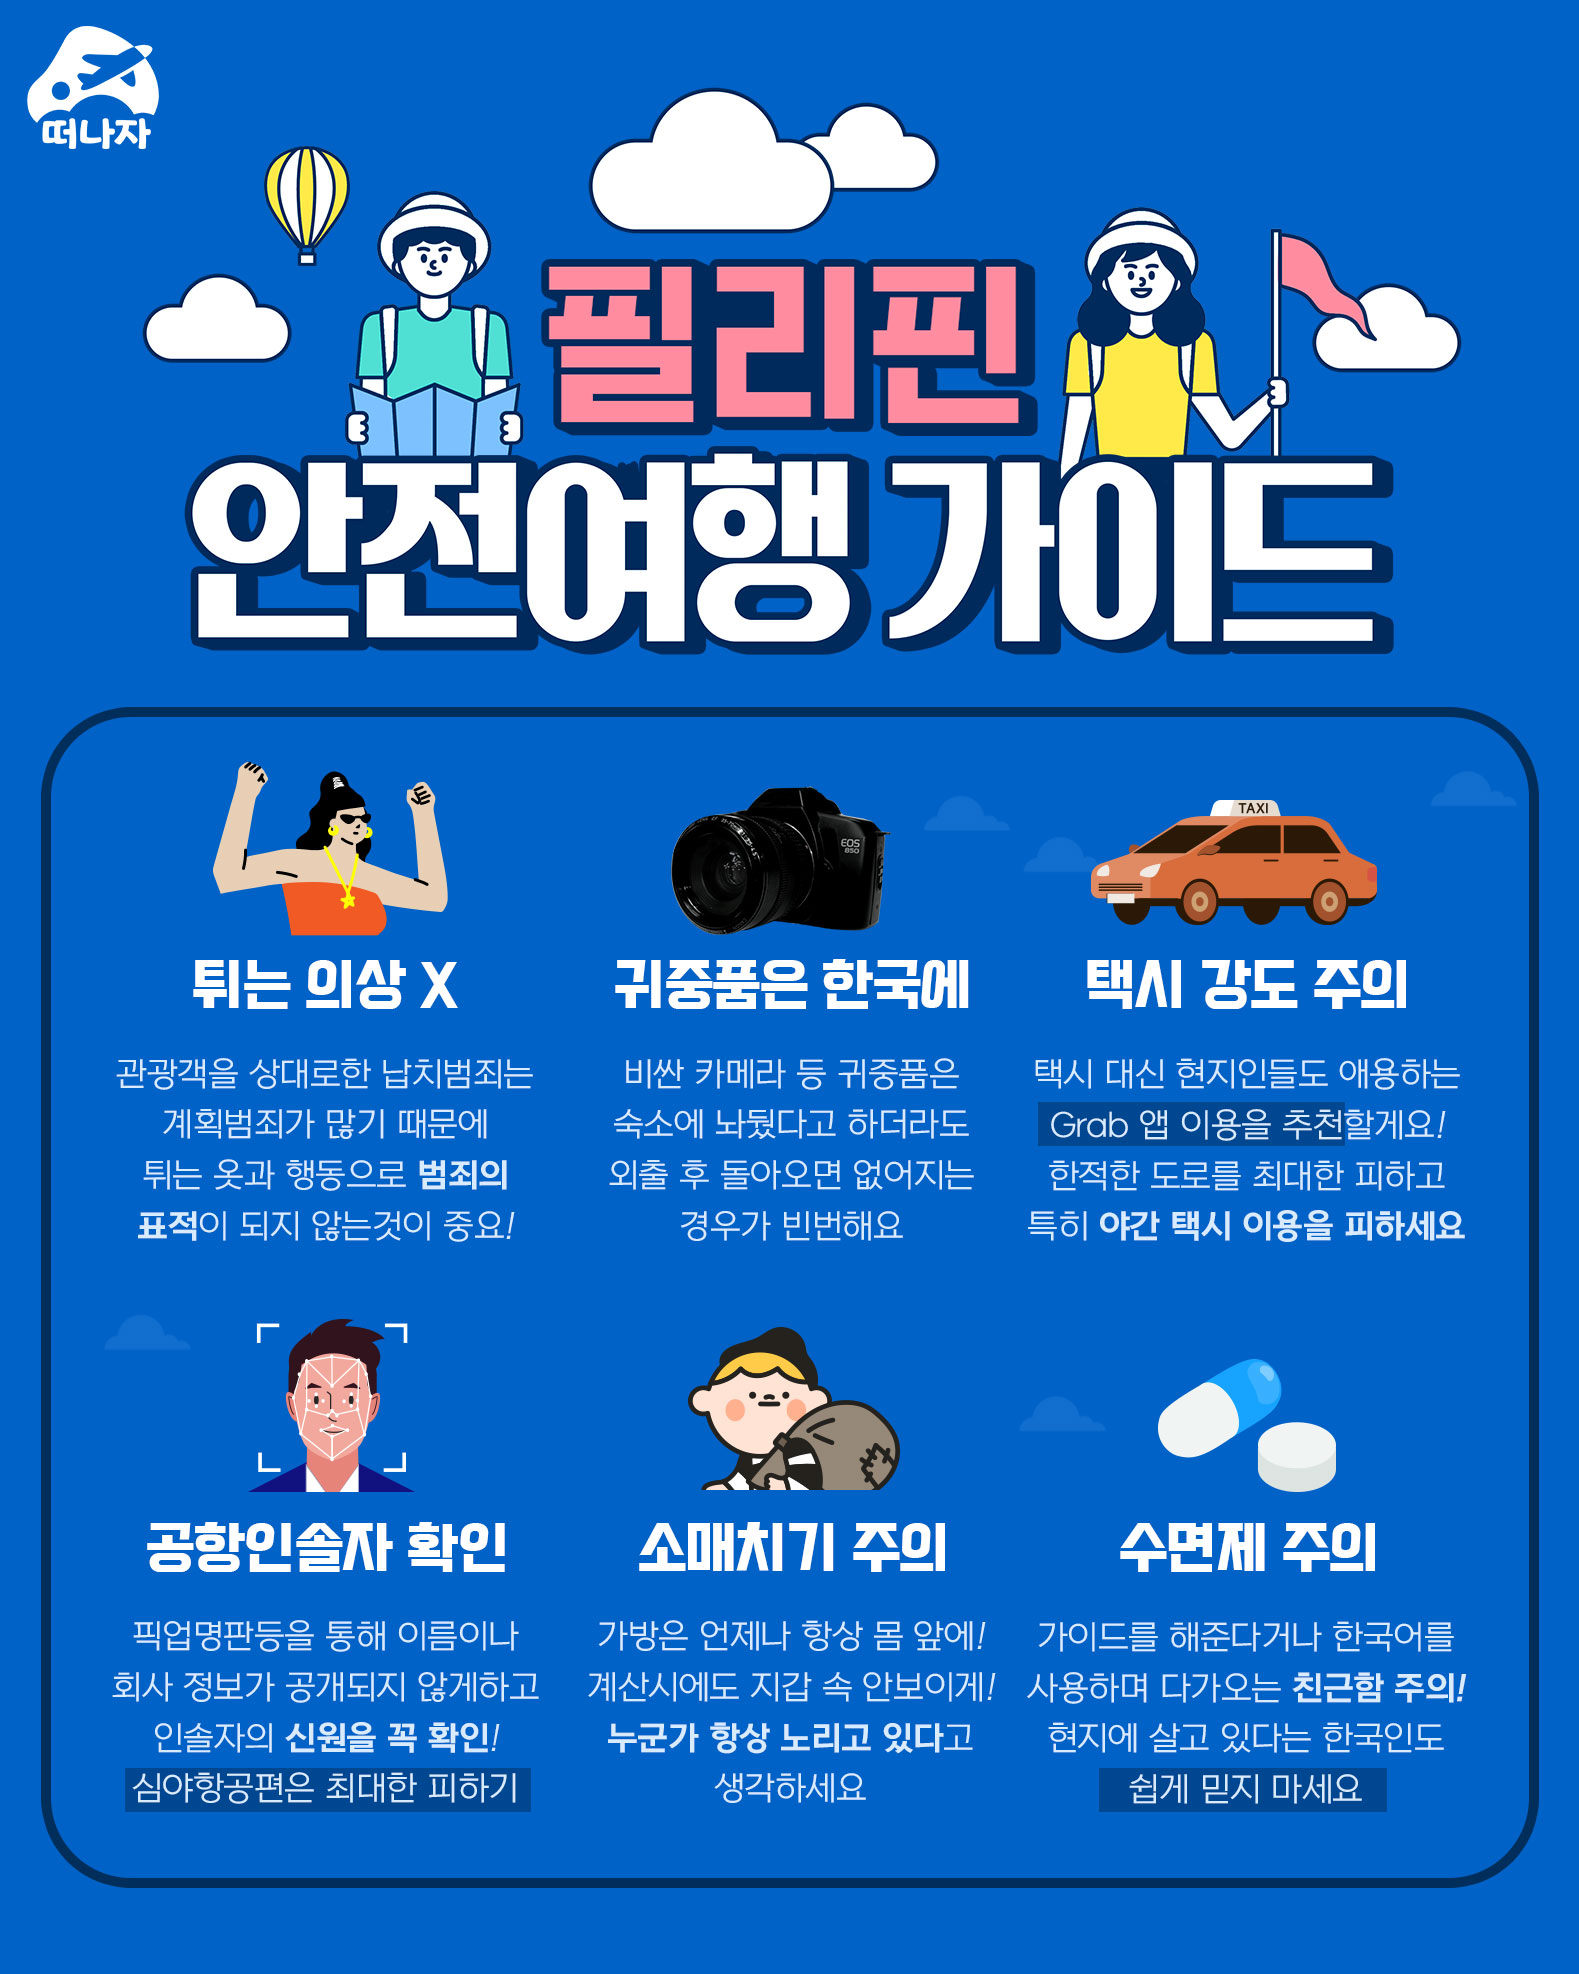 떠나자
필리핀
안전여행 가이드
튀는 의상 X
관광객을 상대로한 납치범죄는
계획범죄가 많기 때문에
튀는 옷과 행동으로 범죄의
표적이 되지 않는것이 중요!
EOS
850
귀중품은 한국에
비싼 카메라 등 귀중품은
숙소에 놔뒀다고 하더라도
외출 후 돌아오면 없어지는
경우가 빈번해요
TAXI
택시 강도 주의
택시 대신 현지인들도 애용하는
Grab 앱 이용을 추천할게요!
한적한 도로를 최대한 피하고
특히 야간 택시 이용을 피하세요
공항인솔자 확인
픽업명판등을 통해 이름이나
회사 정보가 공개되지 않게하고
인솔자의 신원을 꼭 확인!
심야항공편은 최대한 피하기
소매치기 주의
가방은 언제나 항상 몸 앞에!
계산시에도 지갑 속 안보이게!
누군가 항상 노리고 있다고
생각하세요
수면제 주의
가이드를 해준다거나 한국어를
사용하며 다가오는 친근함 주의!
현지에 살고 있다는 한국인도
쉽게 믿지 마세요